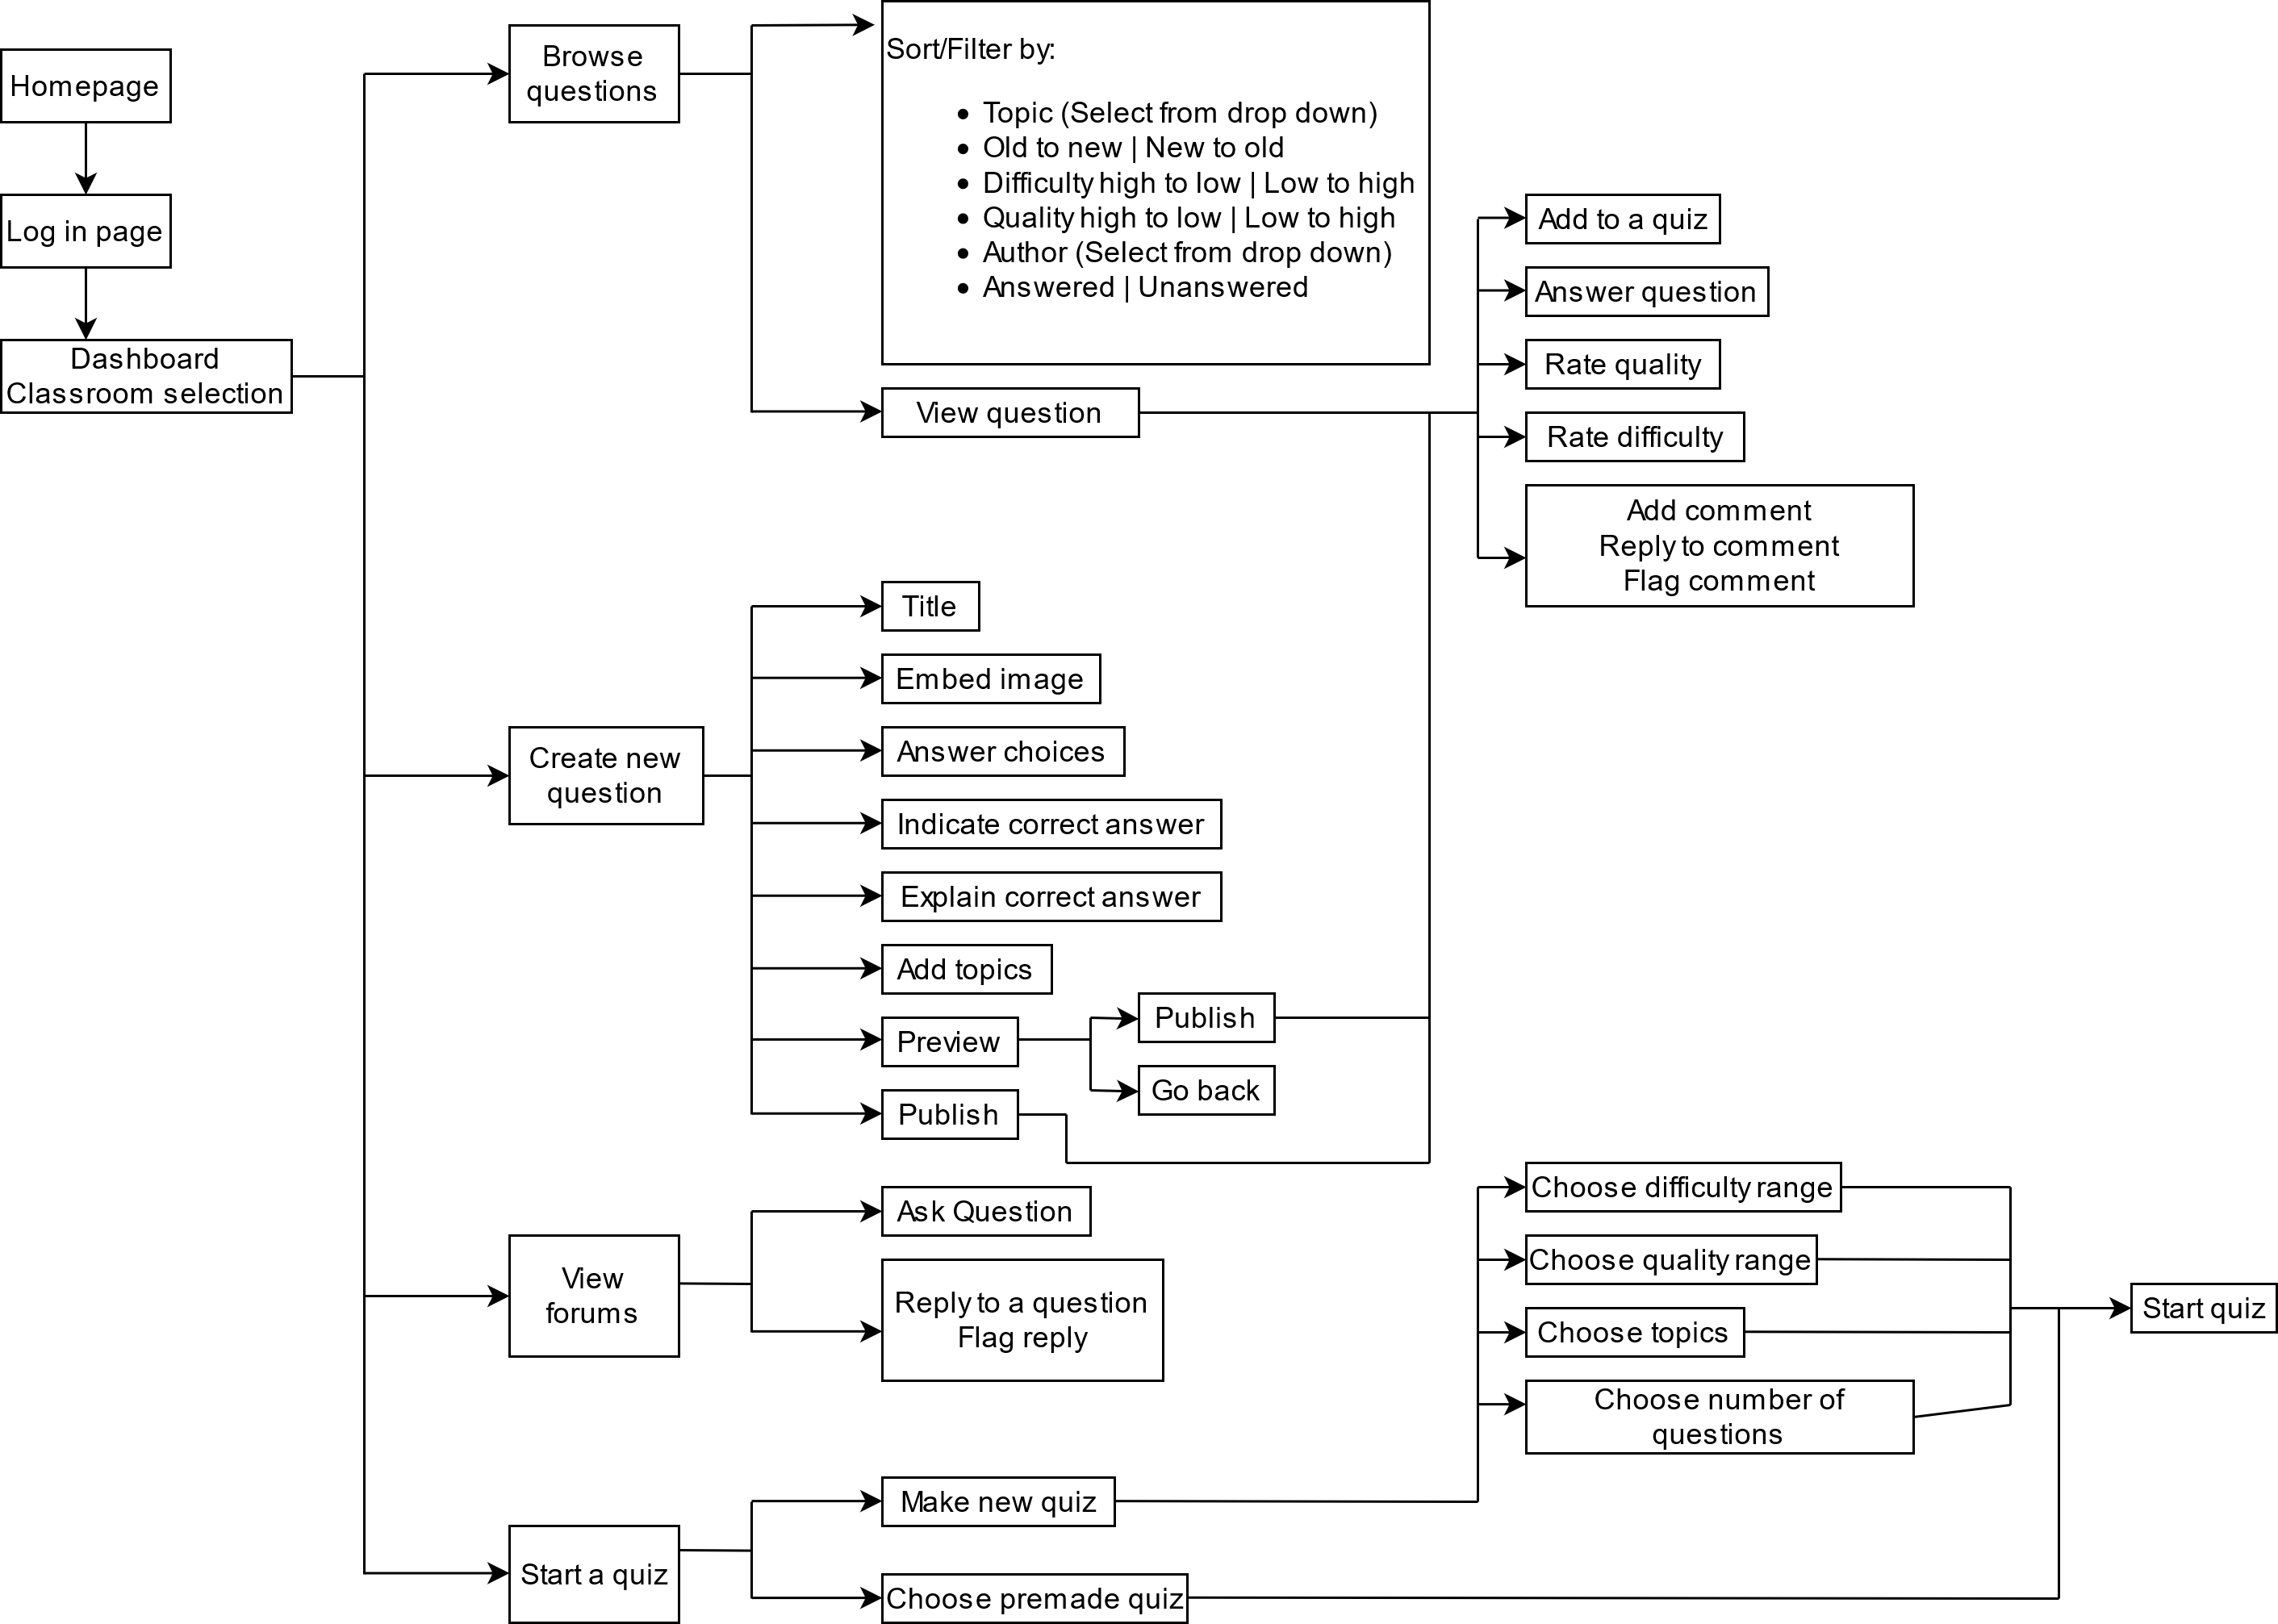 Homepage
Log in page
Dashboard
Classroom selection
Browse
questions
Sort/Filter by:
• Topic (Select from drop down)
• Old to new | New to old
• Difficulty high to low | Low to high
• Quality high to low | Low to high
• Author (Select from drop down)
• Answered | Unanswered
View question
Add to a quiz
Answer question
Rate quality
Rate difficulty
Add comment
Reply to comment
Flag comment
Create new
question
Title
Embed image
Answer choices
Indicate correct answer
Explain correct answer
Add topics
Preview
Publish
Go back
Publish
View
forums
Ask Question
Reply to a question
Flag reply
Start a quiz
Make new quiz
Choose premade quiz
Choose difficulty range
Choose quality range
Choose topics
Choose number of
questions
Start quiz